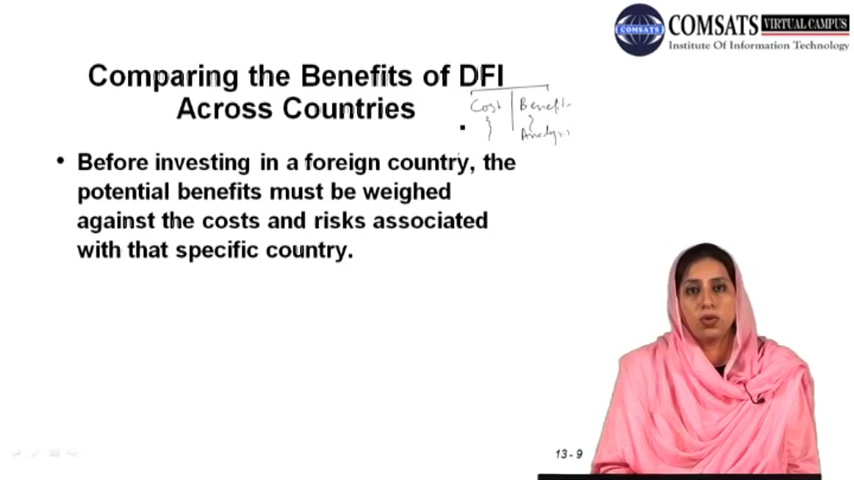 COMSATS VIRTUAL CAMPUS
Institute Of Information Technology
COMSATS
Comparing the Benefits of DFI
Across Countries
Cost Benefit
Analysis
• Before investing in a foreign country, the
potential benefits must be weighed
against the costs and risks associated
with that specific country.
13 - 9